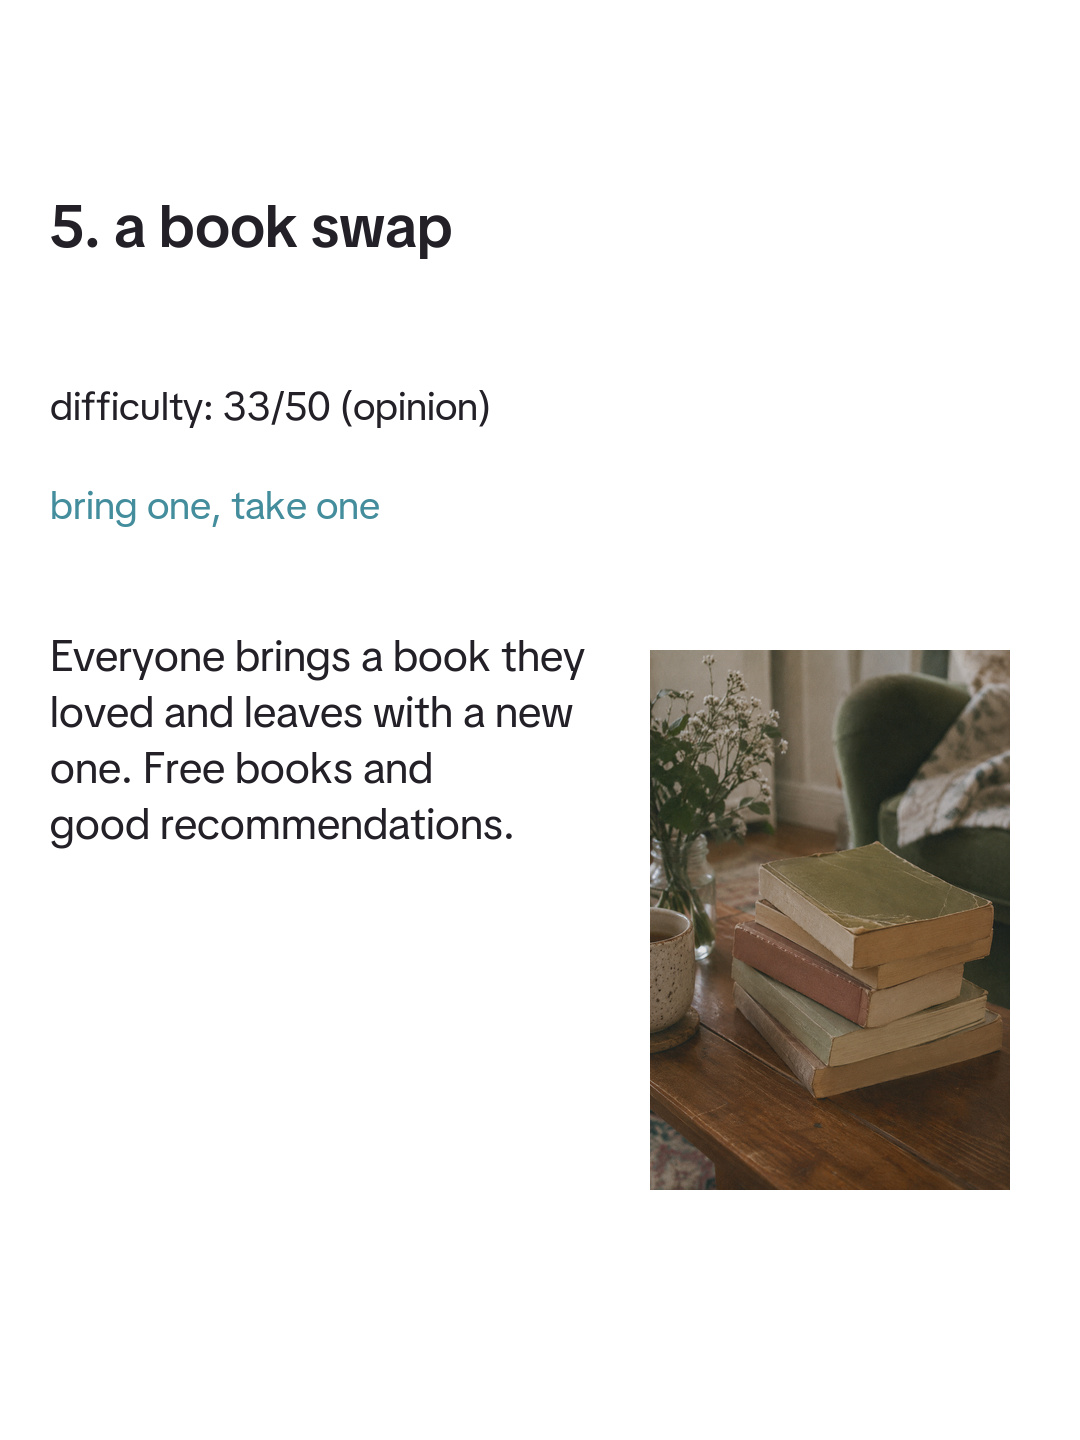 5. a book swap
difficulty: 33/50 (opinion)
bring one, take one
Everyone brings a book they
loved and leaves with a new
one. Free books and
good recommendations.